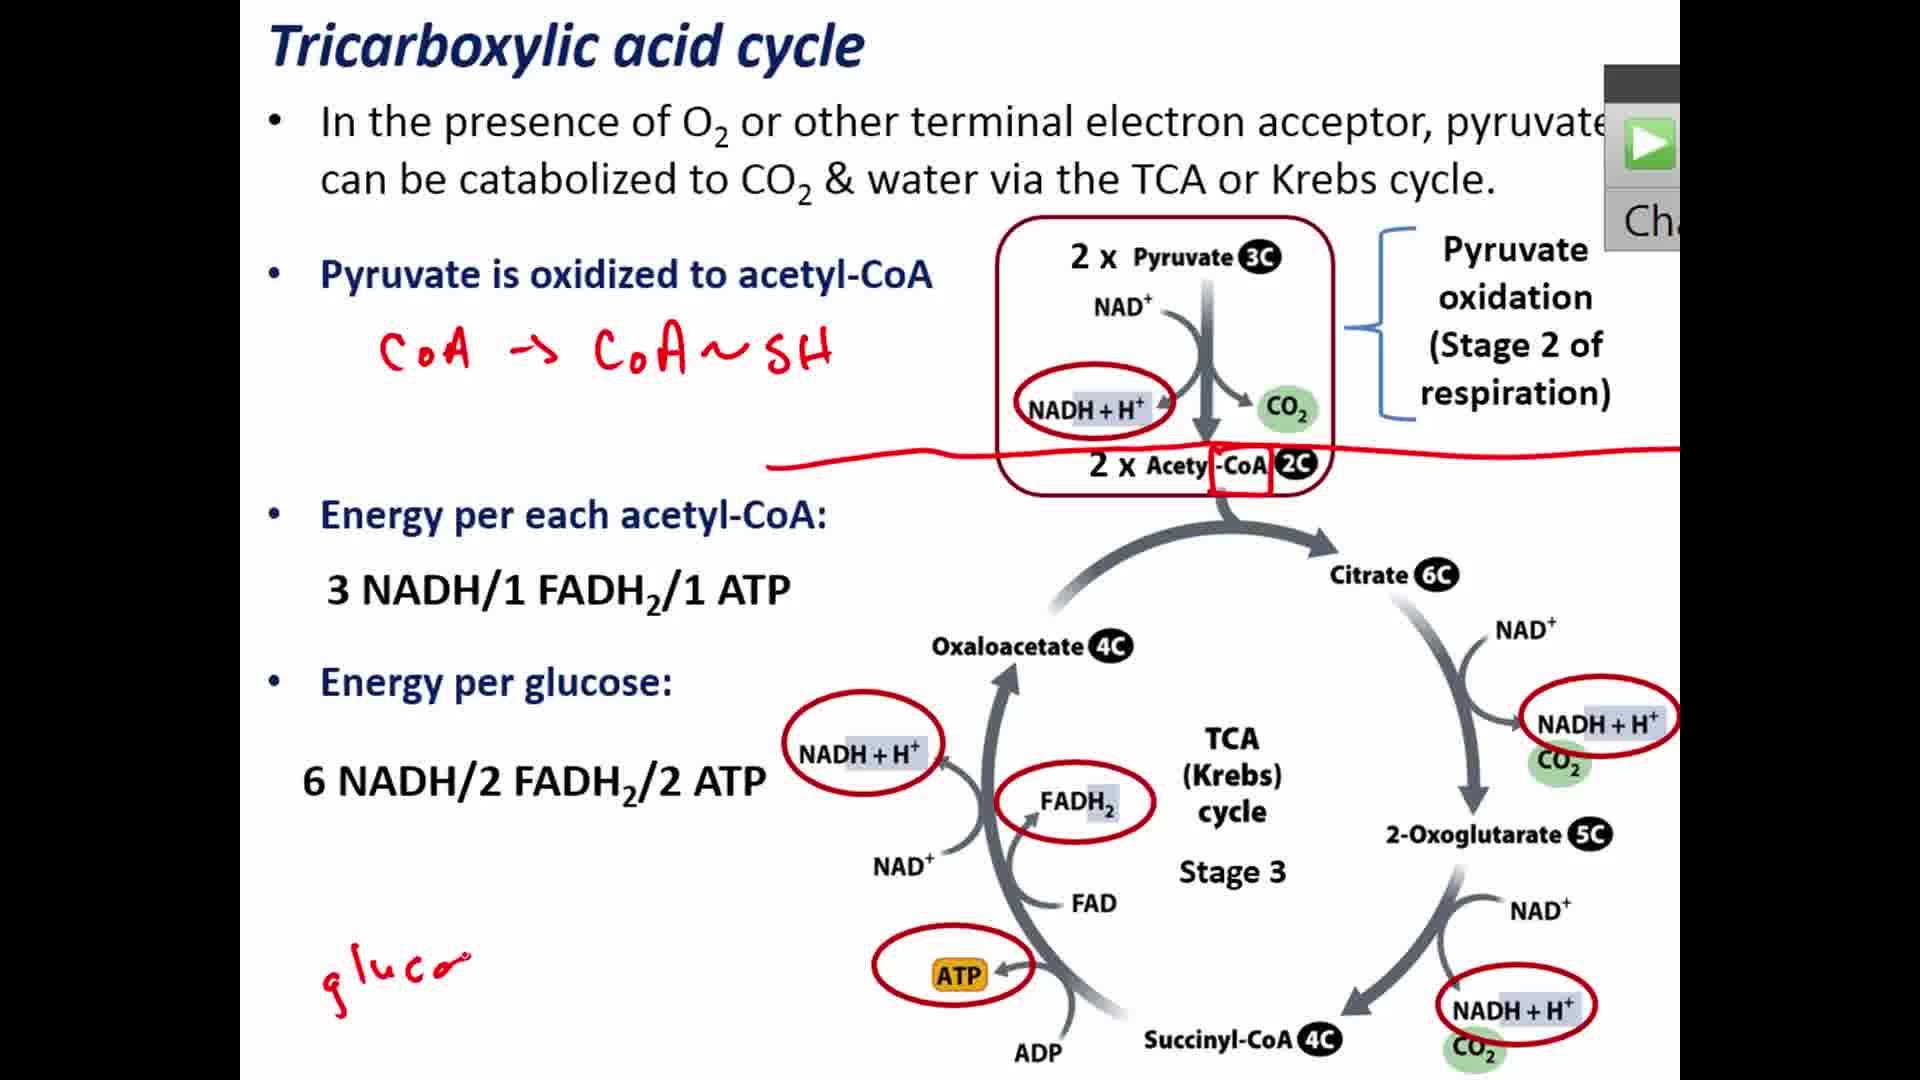 Tricarboxylic acid cycle
• In the presence of O₂ or other terminal electron acceptor, pyruvate
can be catabolized to CO₂ & water via the TCA or Krebs cycle.
• Pyruvate is oxidized to acetyl-CoA
CoA → CoA ~ SH
• Energy per each acetyl-CoA:
3 NADH/1 FADH₂/1 ATP
• Energy per glucose:
6 NADH/2 FADH₂/2 ATP
2 x Pyruvate 3C
NAD⁺
NADH + H⁺
CO₂
2 x Acety -CoA 2C
Pyruvate
oxidation
(Stage 2 of
respiration)
Citrate 6C
NAD⁺
NADH + H⁺
CO₂
2-Oxoglutarate 5C
NAD⁺
NADH + H⁺
CO₂
Succinyl-CoA 4C
ADP
ATP
FAD
FADH₂
NAD⁺
NADH + H⁺
Oxaloacetate 4C
TCA
(Krebs)
cycle
Stage 3